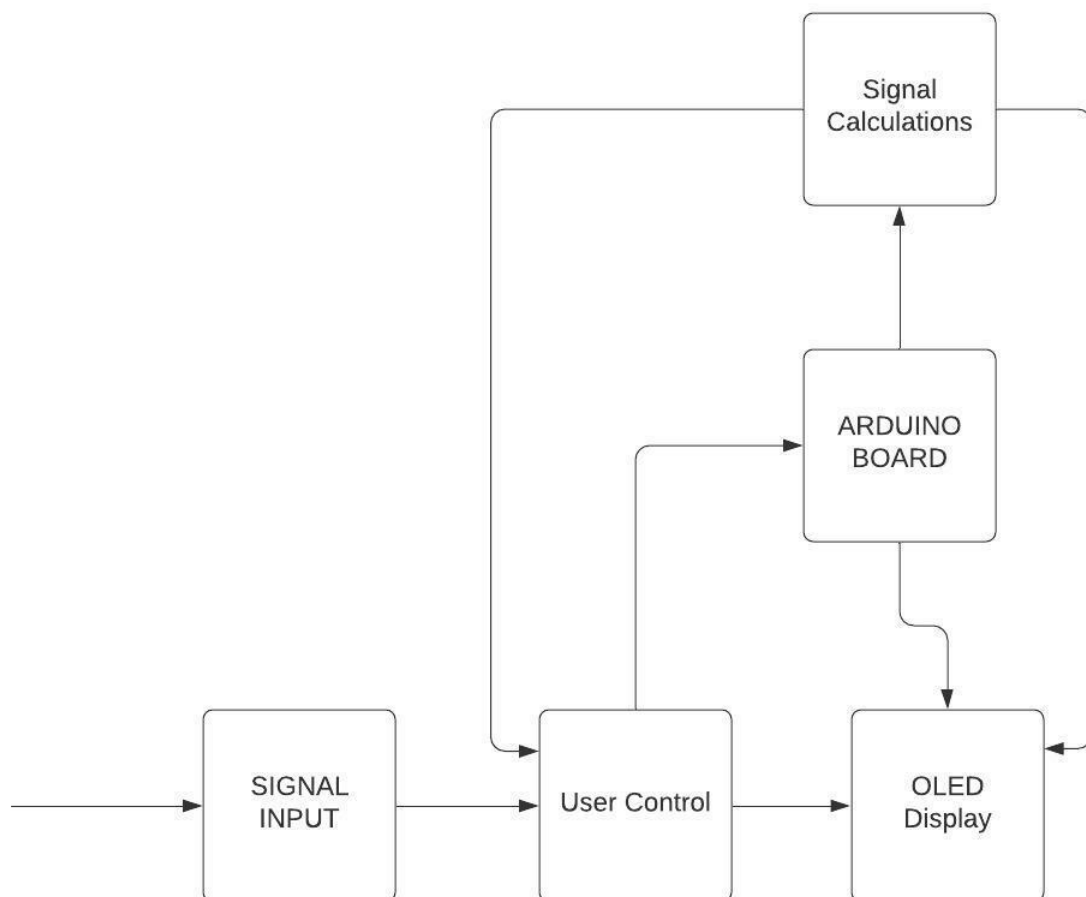 Signal
Calculations
ARDUINO
BOARD
SIGNAL
INPUT
User Control
OLED
Display